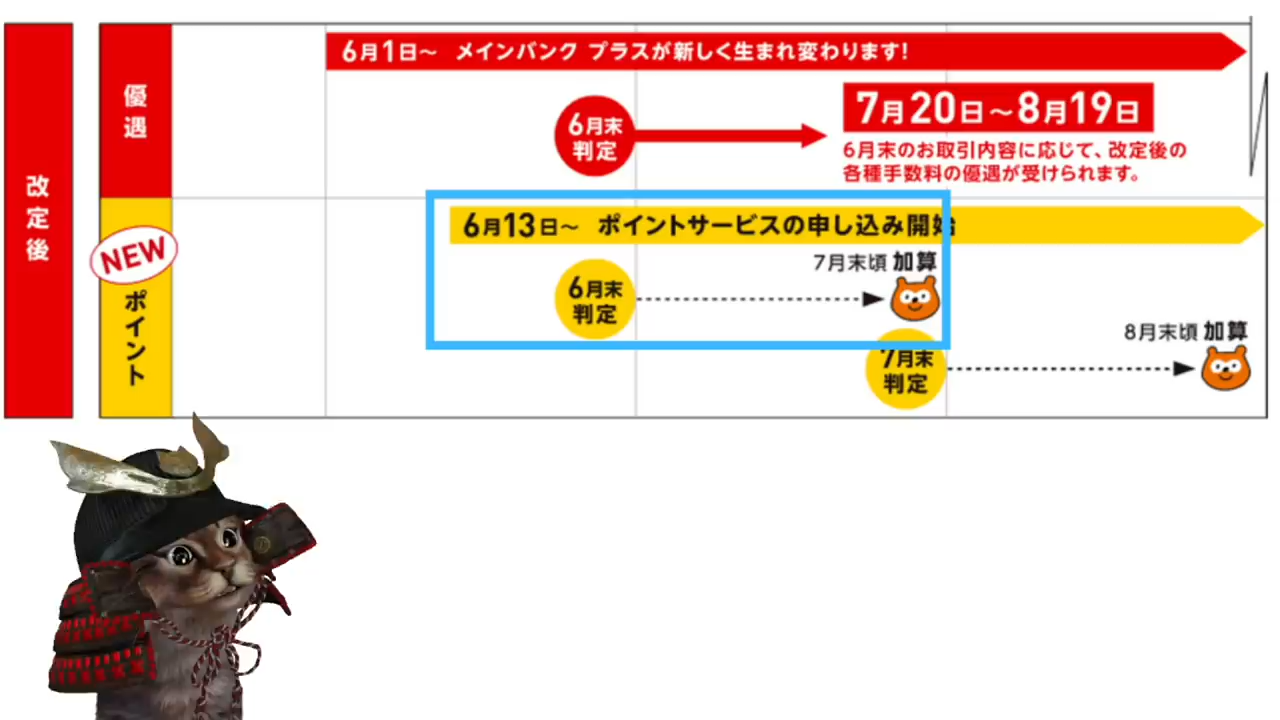 改定後
優遇
6月1日～ メインバンク プラスが新しく生まれ変わります!
6月末
判定
7月20日～8月19日
6月末のお取引内容に応じて、改定後の
各種手数料の優遇が受けられます。
NEW
ポイント
6月13日～ ポイントサービスの申し込み開始
7月末頃 加算
6月末
判定
8月末頃 加算
7月末
判定